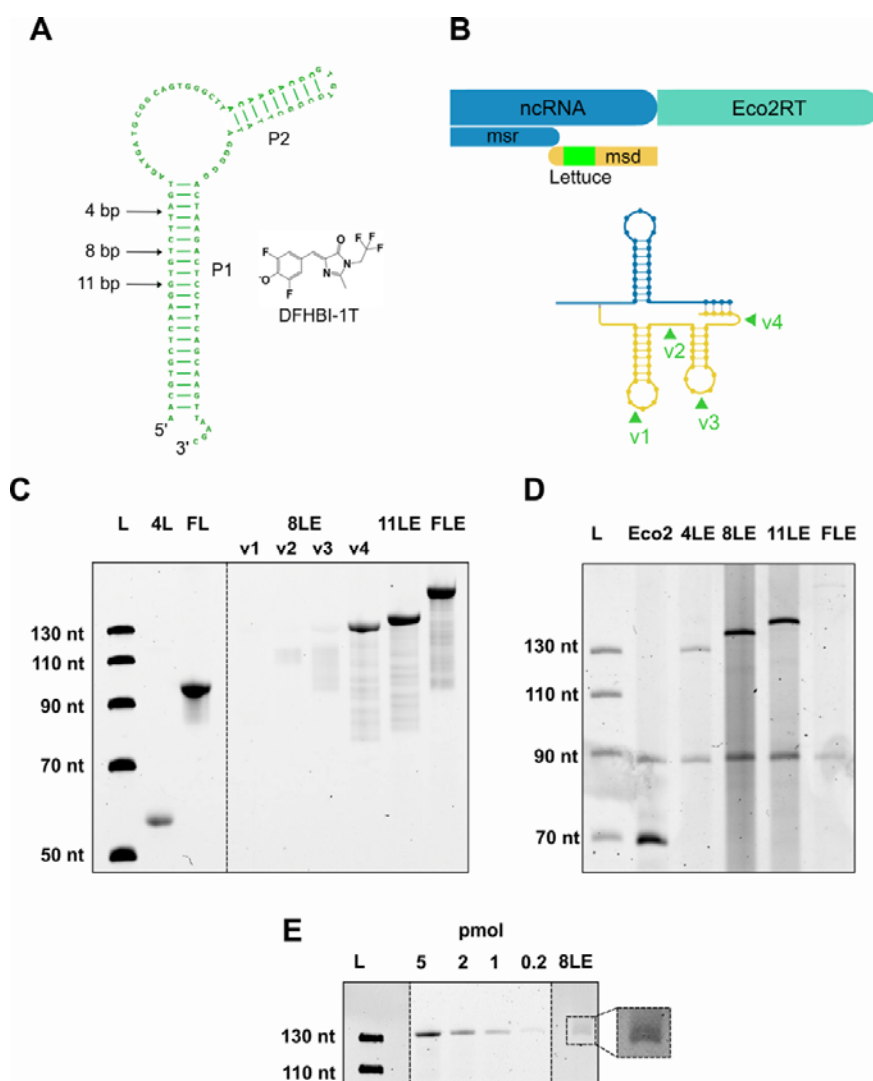 A
P2
4 bp
8 bp
P1
11 bp
5'
3'
F
O
F
F
F
N
N
-O
F
DFHBI-1T
B
ncRNA
Eco2RT
msr
msd
Lettuce
v4
v2
v1
v3
C
L 4L FL 8LE 11LE FLE
v1 v2 v3 v4
130 nt
110 nt
90 nt
70 nt
50 nt
D
L Eco2 4LE 8LE 11LE FLE
130 nt
110 nt
90 nt
70 nt
E
pmol
L 5 2 1 0.2 8LE
130 nt
110 nt